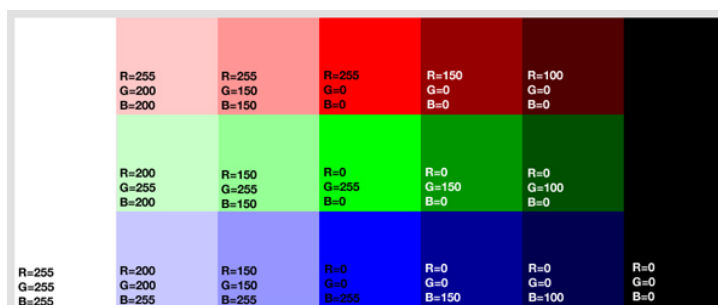 R=255
G=200
B=200
R=255
G=150
B=150
R=255
G=0
B=0
R=150
G=0
B=0
R=100
G=0
B=0
R=200
G=255
B=200
R=150
G=255
B=150
R=0
G=255
B=0
R=0
G=150
B=0
R=0
G=100
B=0
R=255
G=255
B=255
R=200
G=200
B=255
R=150
G=150
B=255
R=0
G=0
B=255
R=0
G=0
B=150
R=0
G=0
B=100
R=0
G=0
B=0